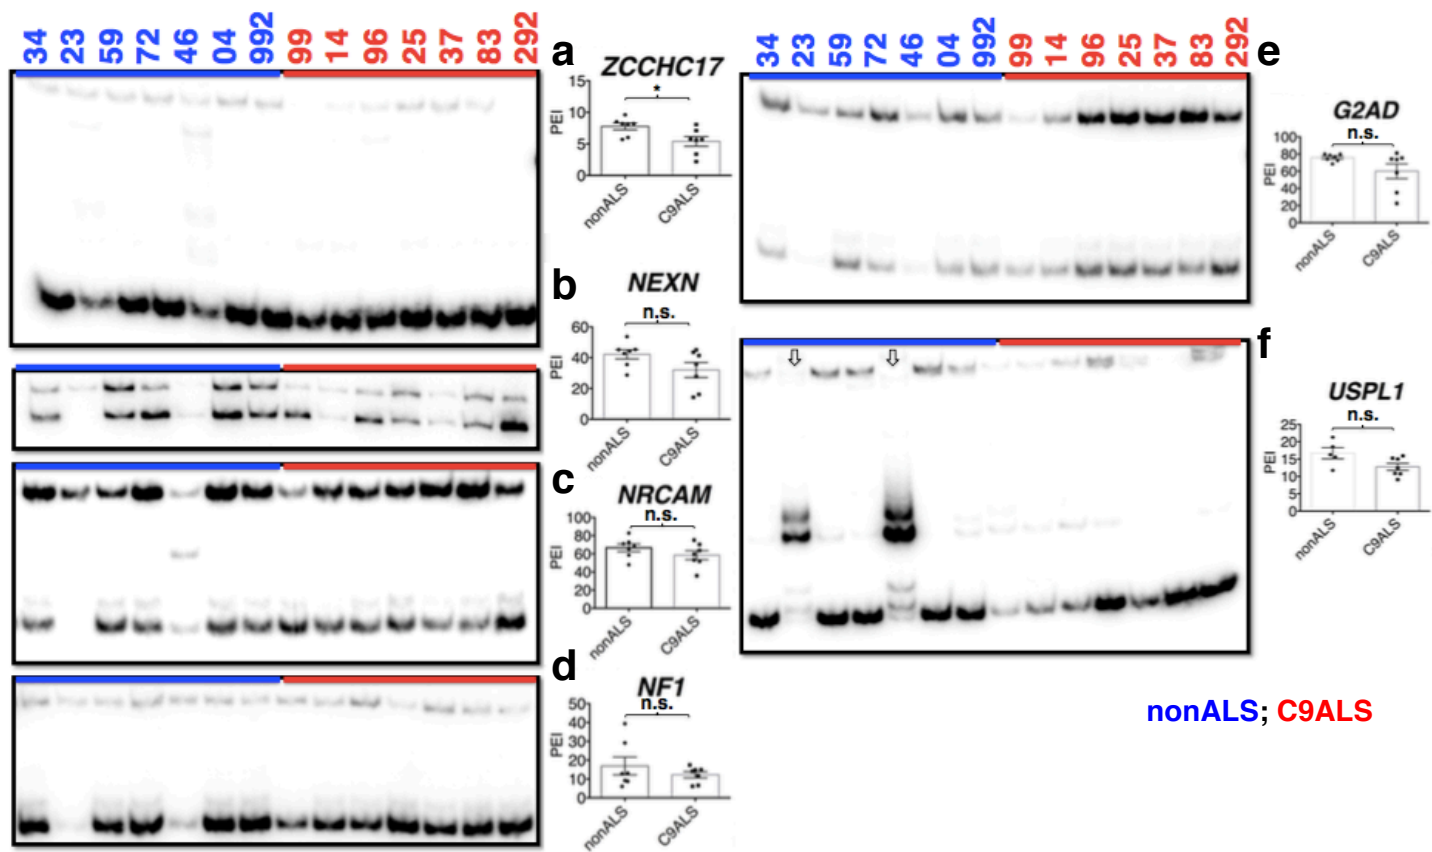 34 23 59 72 46 04 992 99 14 96 25 37 83 292
a
ZCCHC17
*
15
10
5
0
PEI
nonALS
C9ALS
b
NEXN
n.s.
60
40
20
0
PEI
nonALS
C9ALS
c
NRCAM
n.s.
100
80
60
40
20
0
PEI
nonALS
C9ALS
d
NF1
n.s.
50
40
30
20
10
0
PEI
nonALS
C9ALS
34 23 59 72 46 04 992 99 14 96 25 37 83 292
e
G2AD
n.s.
100
80
60
40
20
0
PEI
nonALS
C9ALS
f
USPL1
n.s.
25
20
15
10
5
0
PEI
nonALS
C9ALS
nonALS; C9ALS